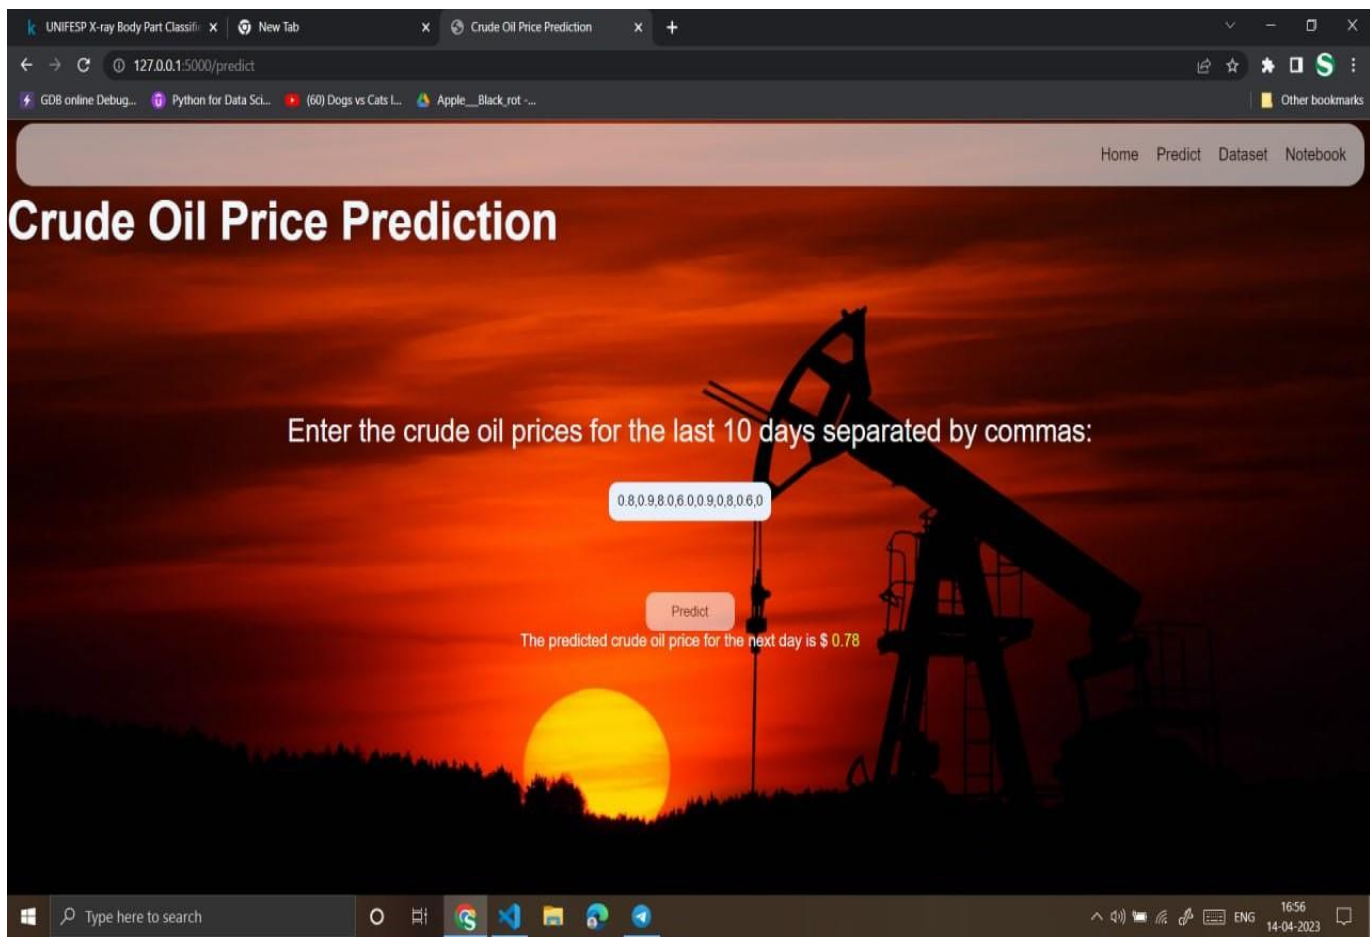 UNIFESP X-ray Body Part Classific
New Tab
Crude Oil Price Prediction
127.0.0.1:5000/predict
GDB online Debug...
Python for Data Sci...
(60) Dogs vs Cats I...
Apple__Black_rot -...
Other bookmarks
Home Predict Dataset Notebook
Crude Oil Price Prediction
Enter the crude oil prices for the last 10 days separated by commas:
0.8,0.9,8.0,6.0,0.9,0,8,0.6,0
Predict
The predicted crude oil price for the next day is $ 0.78
Type here to search
ENG
16:56
14-04-2023